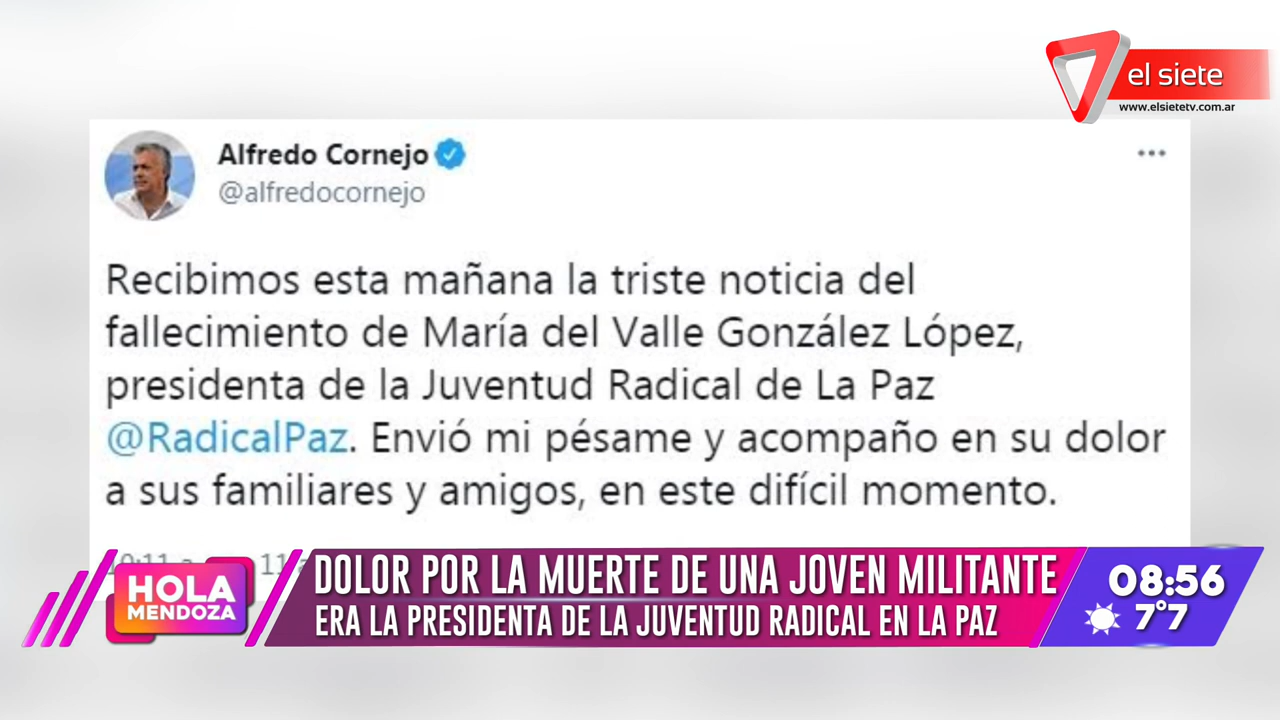 el siete
www.elsietetv.com.ar
Alfredo Cornejo
@alfredocornejo
Recibimos esta mañana la triste noticia del
fallecimiento de María del Valle González López,
presidenta de la Juventud Radical de La Paz
@RadicalPaz. Envió mi pésame y acompaño en su dolor
a sus familiares y amigos, en este difícil momento.
HOLA
MENDOZA
DOLOR POR LA MUERTE DE UNA JOVEN MILITANTE
ERA LA PRESIDENTA DE LA JUVENTUD RADICAL EN LA PAZ
08:56
7°7